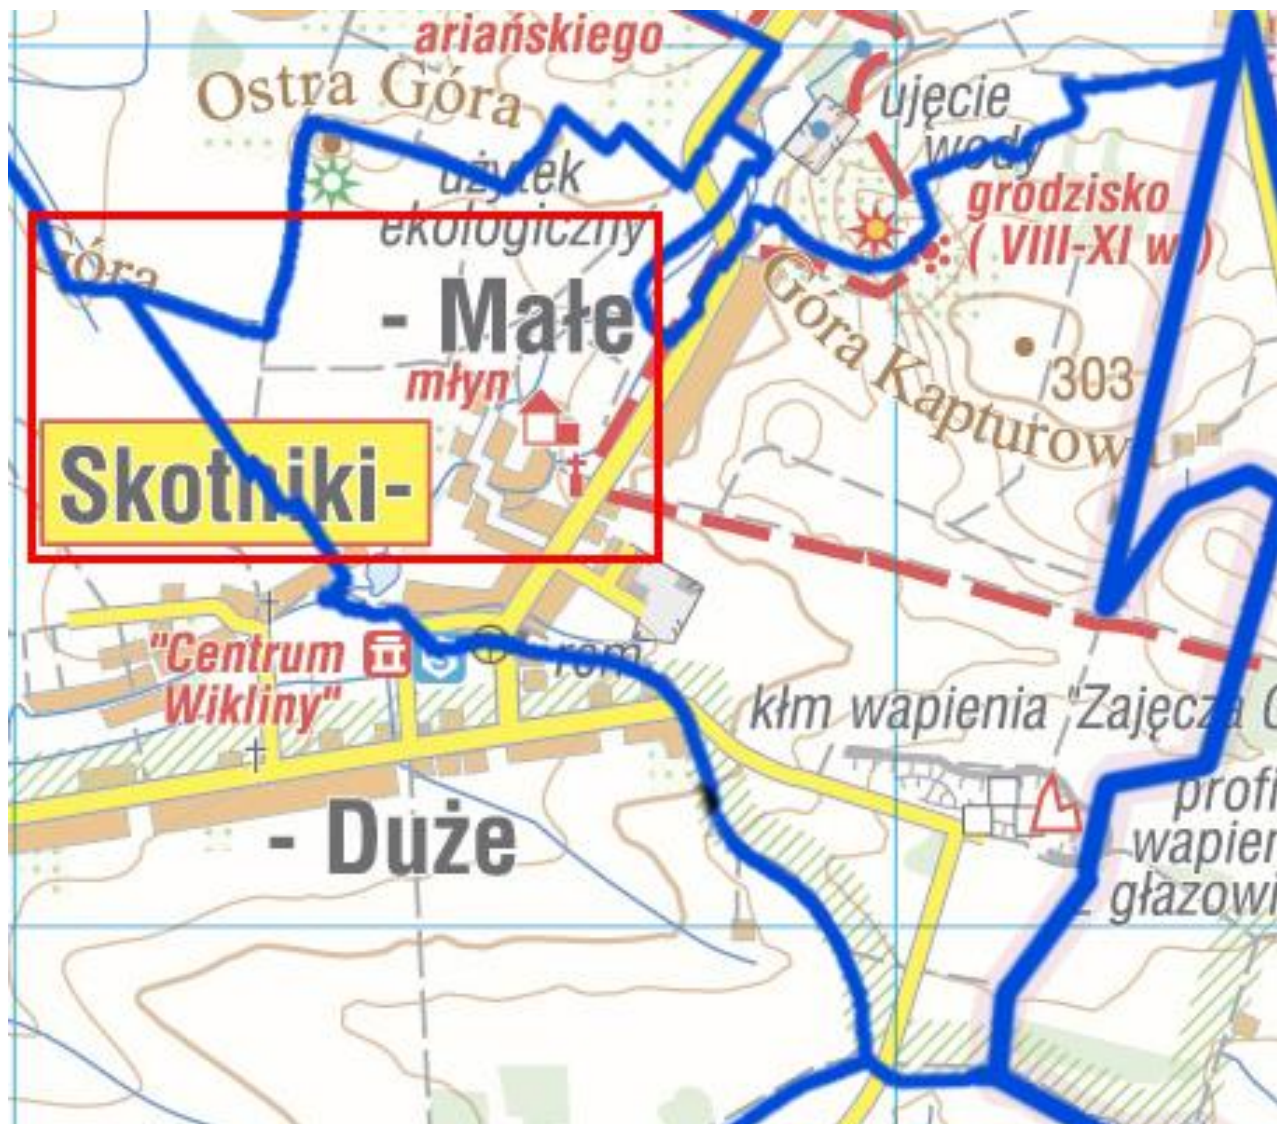 ariańskiego
Ostra Góra
użytek
ekologiczny
ujęcie
wody
grodzisko
( VIII-XI w )
Góra
- Małe
młyn
Góra Kapturowa
303
Skotniki-
"Centrum
Wikliny"
rom.
kłm wapienia "Zajęcza
- Duże
wapien
z głazowi